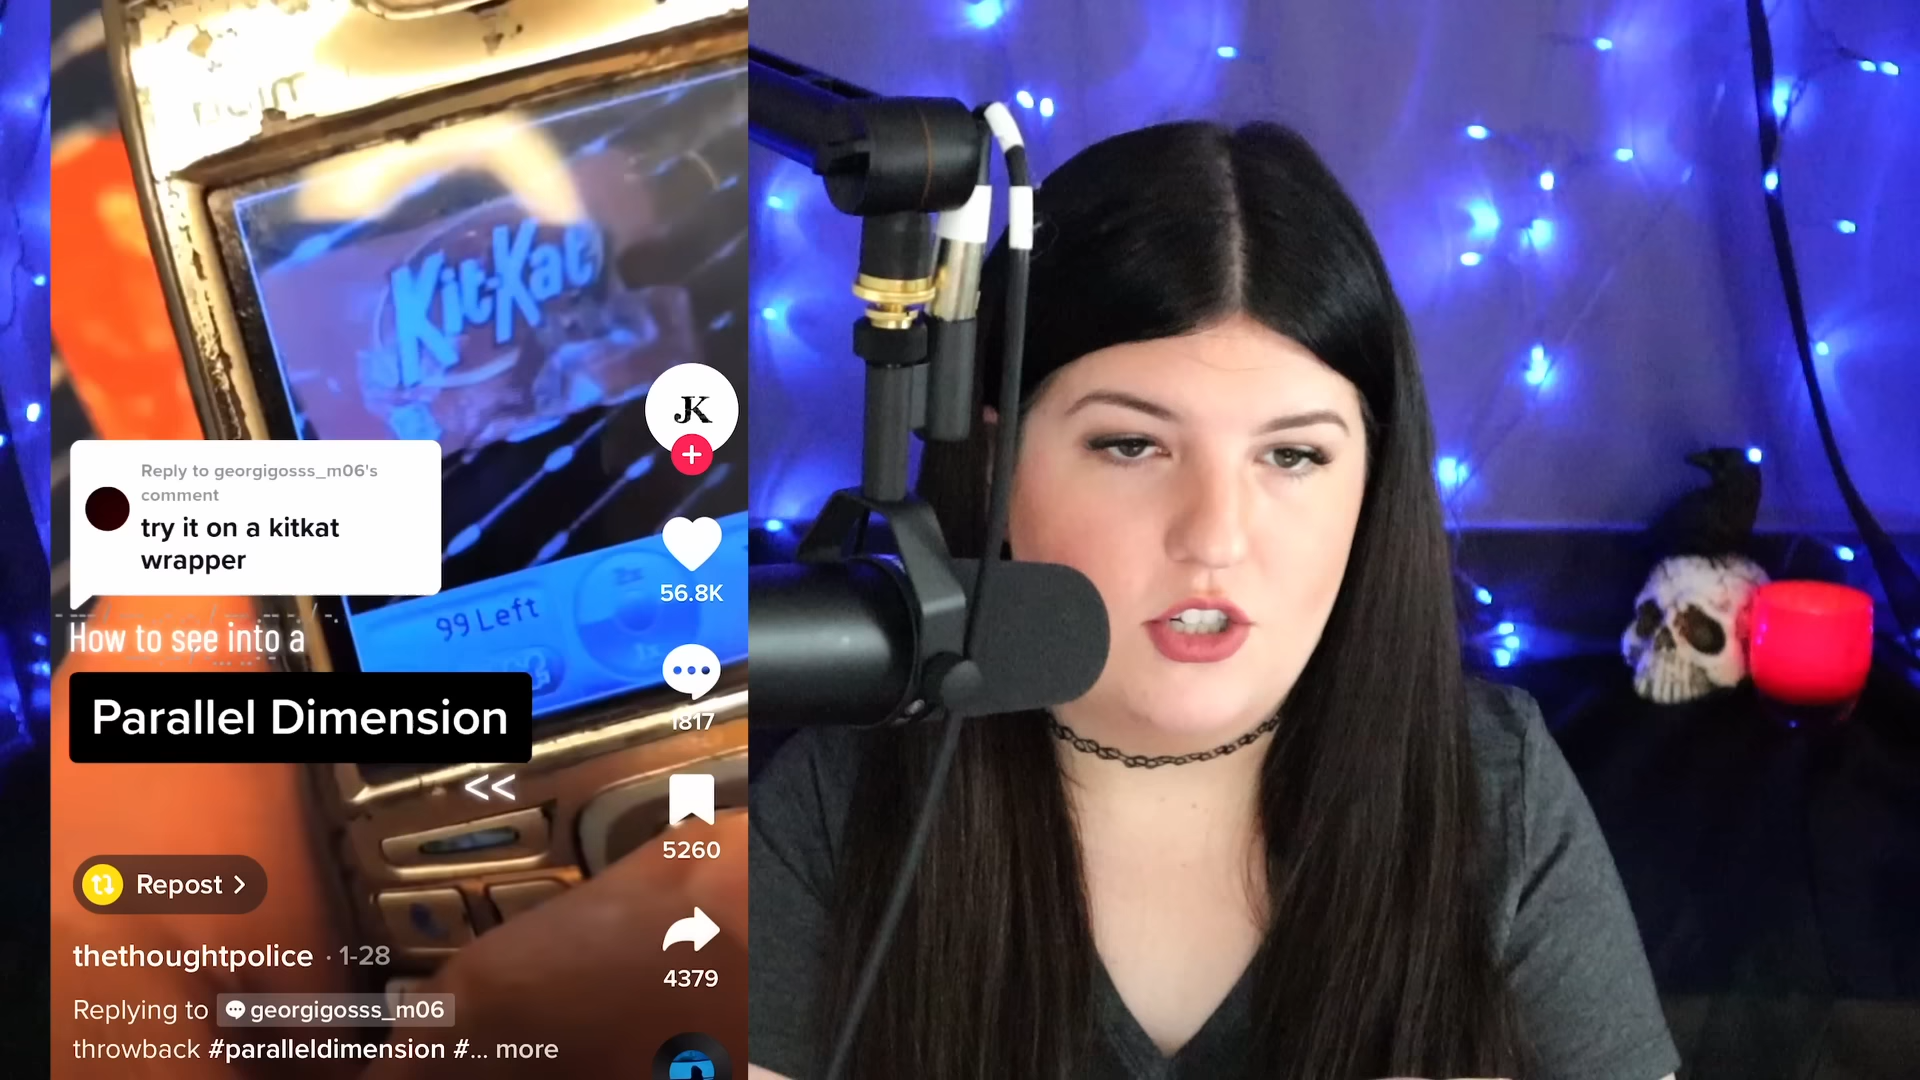 Kit-Kat
JK
Reply to georgigosss_m06's
comment
try it on a kitkat
wrapper
99 Left
How to see into a
Parallel Dimension
<<
56.8K
1817
5260
4379
Repost >
thethoughtpolice · 1-28
Replying to georgigosss_m06
throwback #paralleldimension #... more